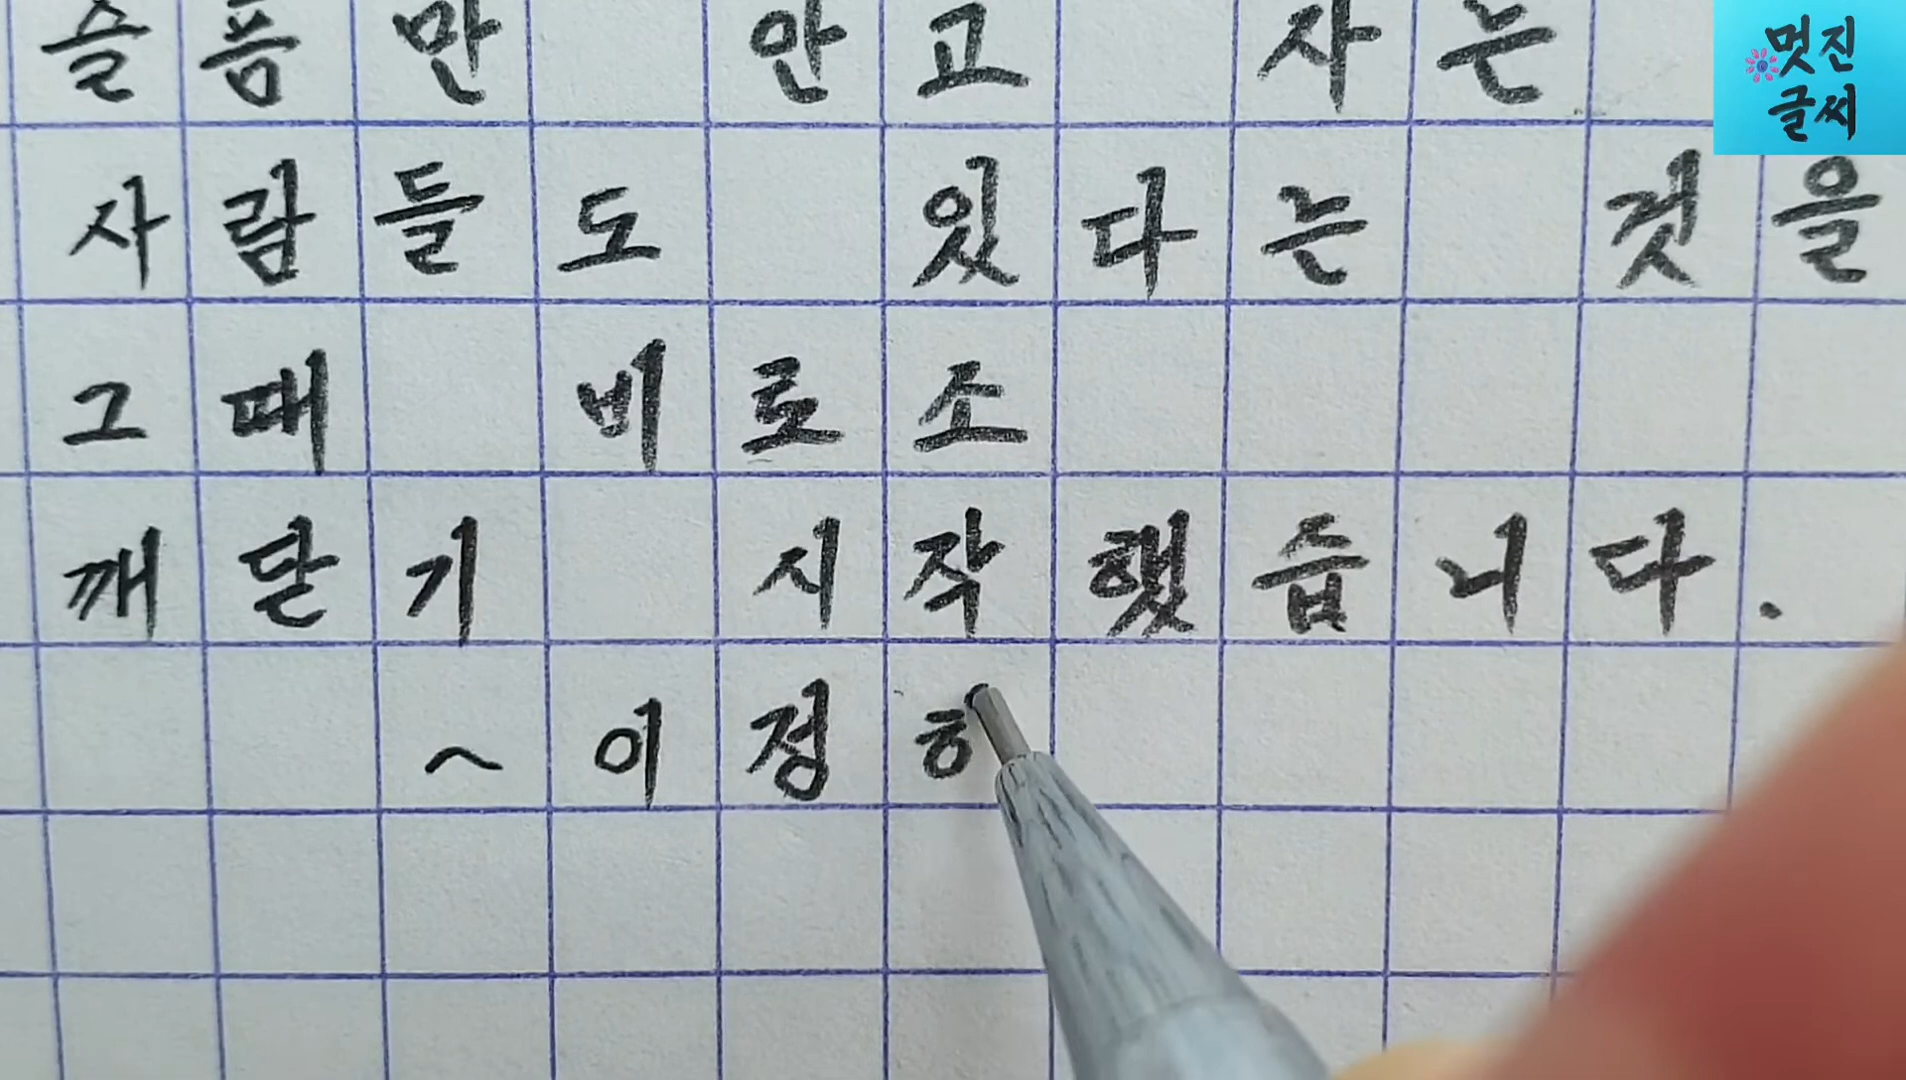 슬픔만 안고 사는
사람들도 있다는 것을
그때 비로소
깨닫기 시작했습니다.
~이정ㅎ
멋진
글씨